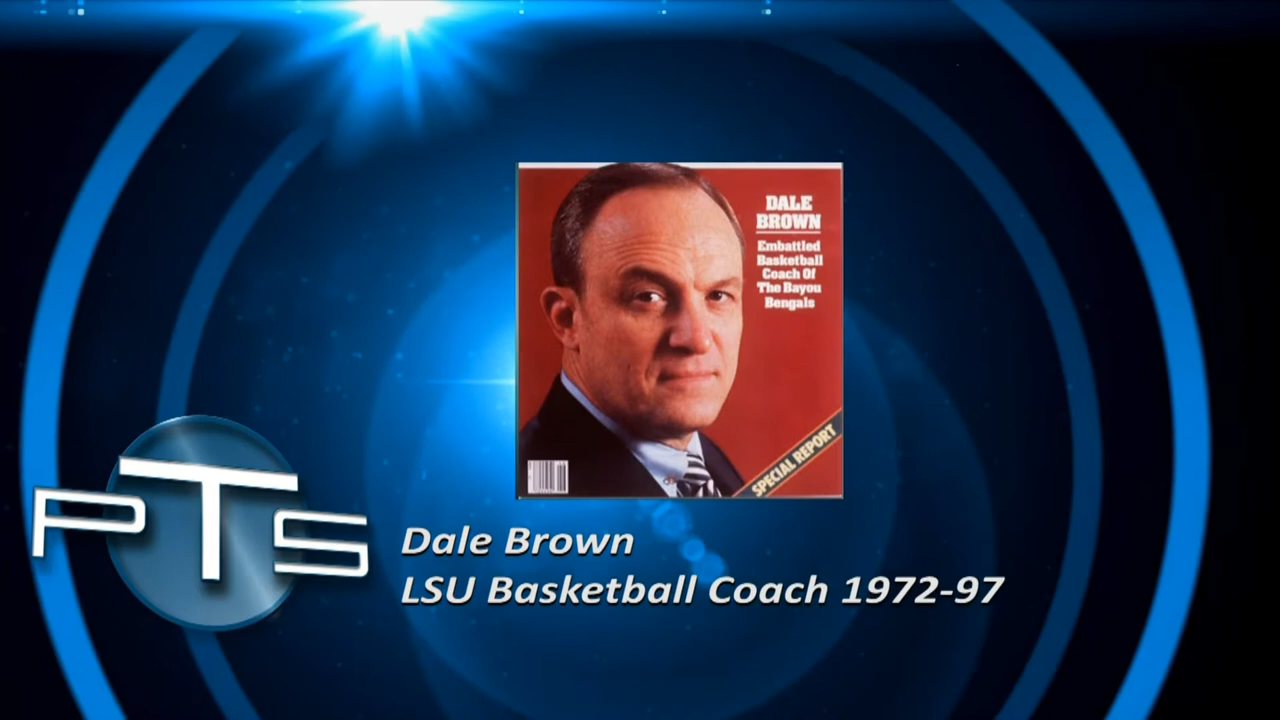 DALE
BROWN
Embattled
Basketball
Coach Of
The Bayou
Bengals
SPECIAL REPORT
PTS
Dale Brown
LSU Basketball Coach 1972-97